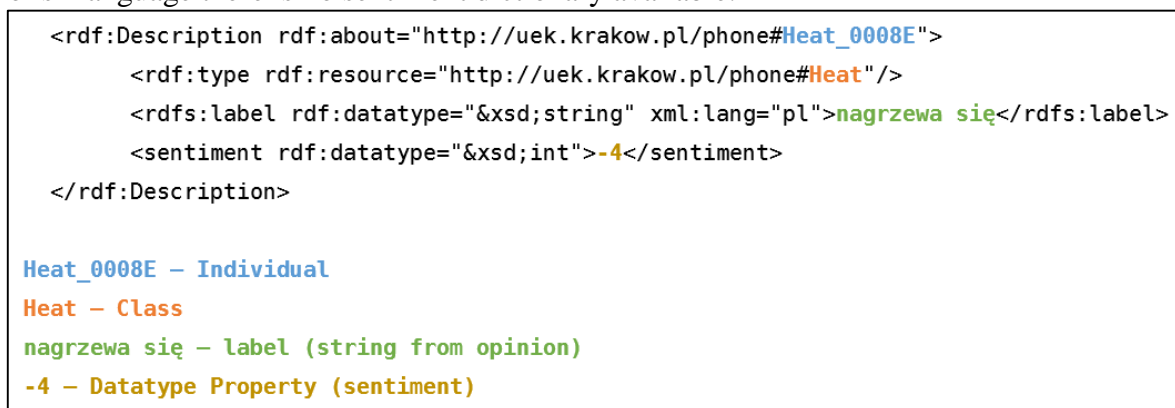 <rdf:Description rdf:about="http://uek.krakow.pl/phone#Heat_0008E">
<rdf:type rdf:resource="http://uek.krakow.pl/phone#Heat"/>
<rdfs:label rdf:datatype="&xsd;string" xml:lang="pl">nagrzewa się</rdfs:label>
<sentiment rdf:datatype="&xsd;int">-4</sentiment>
</rdf:Description>
Heat_0008E – Individual
Heat – Class
nagrzewa się – label (string from opinion)
-4 – Datatype Property (sentiment)